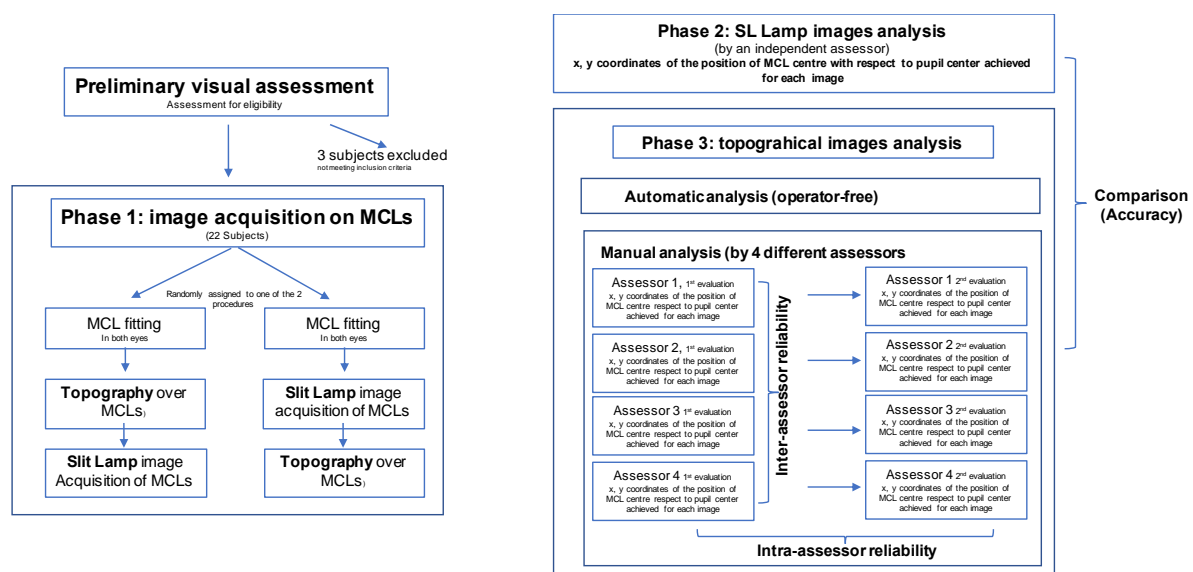 Preliminary visual assessment
Assessment for eligibility
3 subjects excluded
not meeting inclusion criteria
Phase 1: image acquisition on MCLs
(22 Subjects)
Randomly assigned to one of the 2
procedures
MCL fitting
In both eyes
Topography over
MCLs)
Slit Lamp image
Acquisition of MCLs
MCL fitting
In both eyes
Slit Lamp image
acquisition of MCLs
Topography over
MCLs)
Phase 2: SL Lamp images analysis
(by an independent assessor)
x, y coordinates of the position of MCL centre with respect to pupil center achieved
for each image
Phase 3: topograhical images analysis
Automatic analysis (operator-free)
Manual analysis (by 4 different assessors
Assessor 1, 1st evaluation
x, y coordinates of the position of
MCL centre respect to pupil center
achieved for each image
Assessor 2, 1st evaluation
x, y coordinates of the position of
MCL centre respect to pupil center
achieved for each image
Assessor 3 1st evaluation
x, y coordinates of the position of
MCL centre respect to pupil center
achieved for each image
Assessor 4 1st evaluation
x, y coordinates of the position of
MCL centre respect to pupil center
achieved for each image
Inter-assessor reliability
Assessor 1 2nd evaluation
x, y coordinates of the position of
MCL centre respect to pupil center
achieved for each image
Assessor 2 2nd evaluation
x, y coordinates of the position of
MCL centre respect to pupil center
achieved for each image
Assessor 3 2nd evaluation
x, y coordinates of the position of
MCL centre respect to pupil center
achieved for each image
Assessor 4 2nd evaluation
x, y coordinates of the position of
MCL centre respect to pupil center
achieved for each image
Intra-assessor reliability
Comparison
(Accuracy)